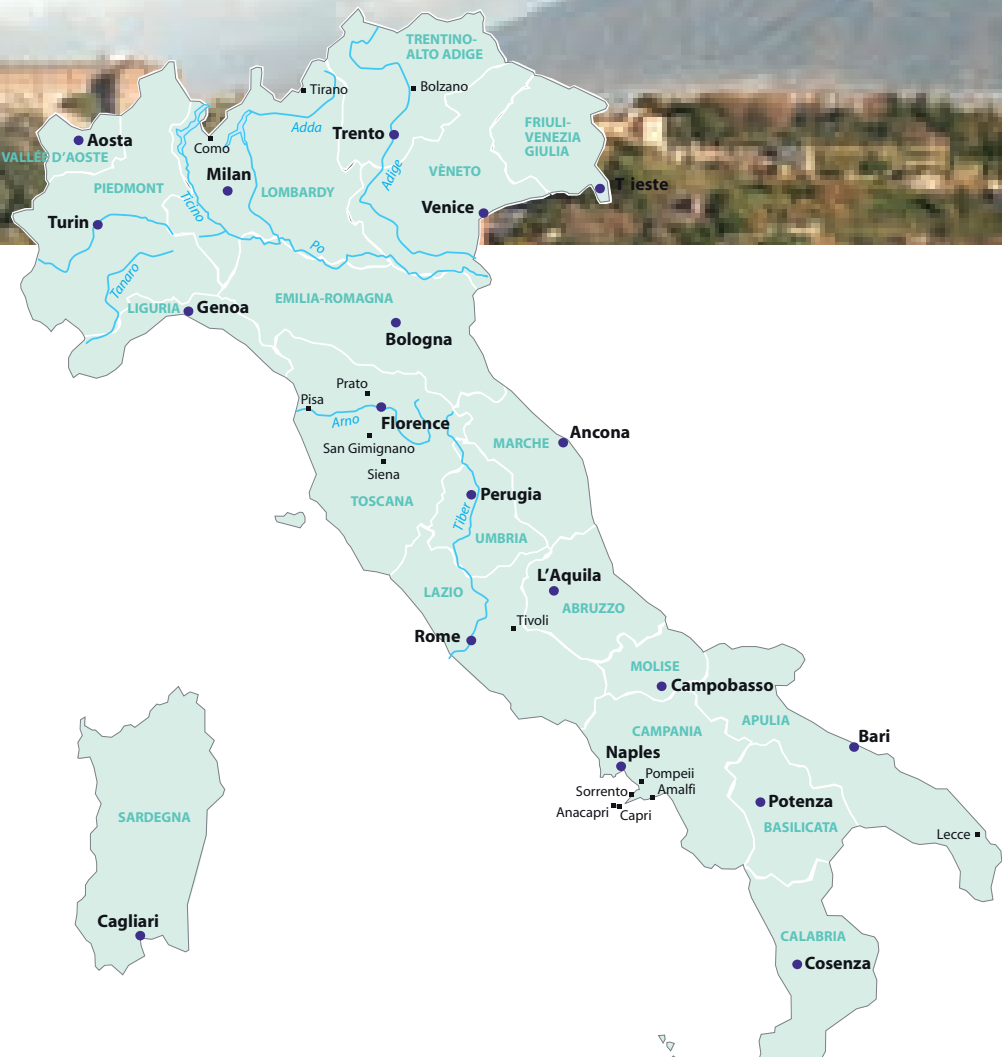 TRENTINO-
ALTO ADIGE
Tirano
Bolzano
Adda
FRIULI-
VENEZIA
GIULIA
Trento
Aosta
Como
VALLÉE D'AOSTE
VÈNETO
Milan
Adige
PIEDMONT
LOMBARDY
T ieste
Ticino
Venice
Turin
Po
Tanaro
EMILIA-ROMAGNA
LIGURIA
Genoa
Bologna
Prato
Pisa
Arno
Florence
Ancona
MARCHE
San Gimignano
Siena
Perugia
TOSCANA
Tiber
UMBRIA
L'Aquila
LAZIO
ABRUZZO
Tivoli
Rome
MOLISE
Campobasso
APULIA
CAMPANIA
Bari
Naples
Pompeii
Sorrento
Amalfi
Anacapri
Capri
Potenza
SARDEGNA
BASILICATA
Lecce
Cagliari
CALABRIA
Cosenza